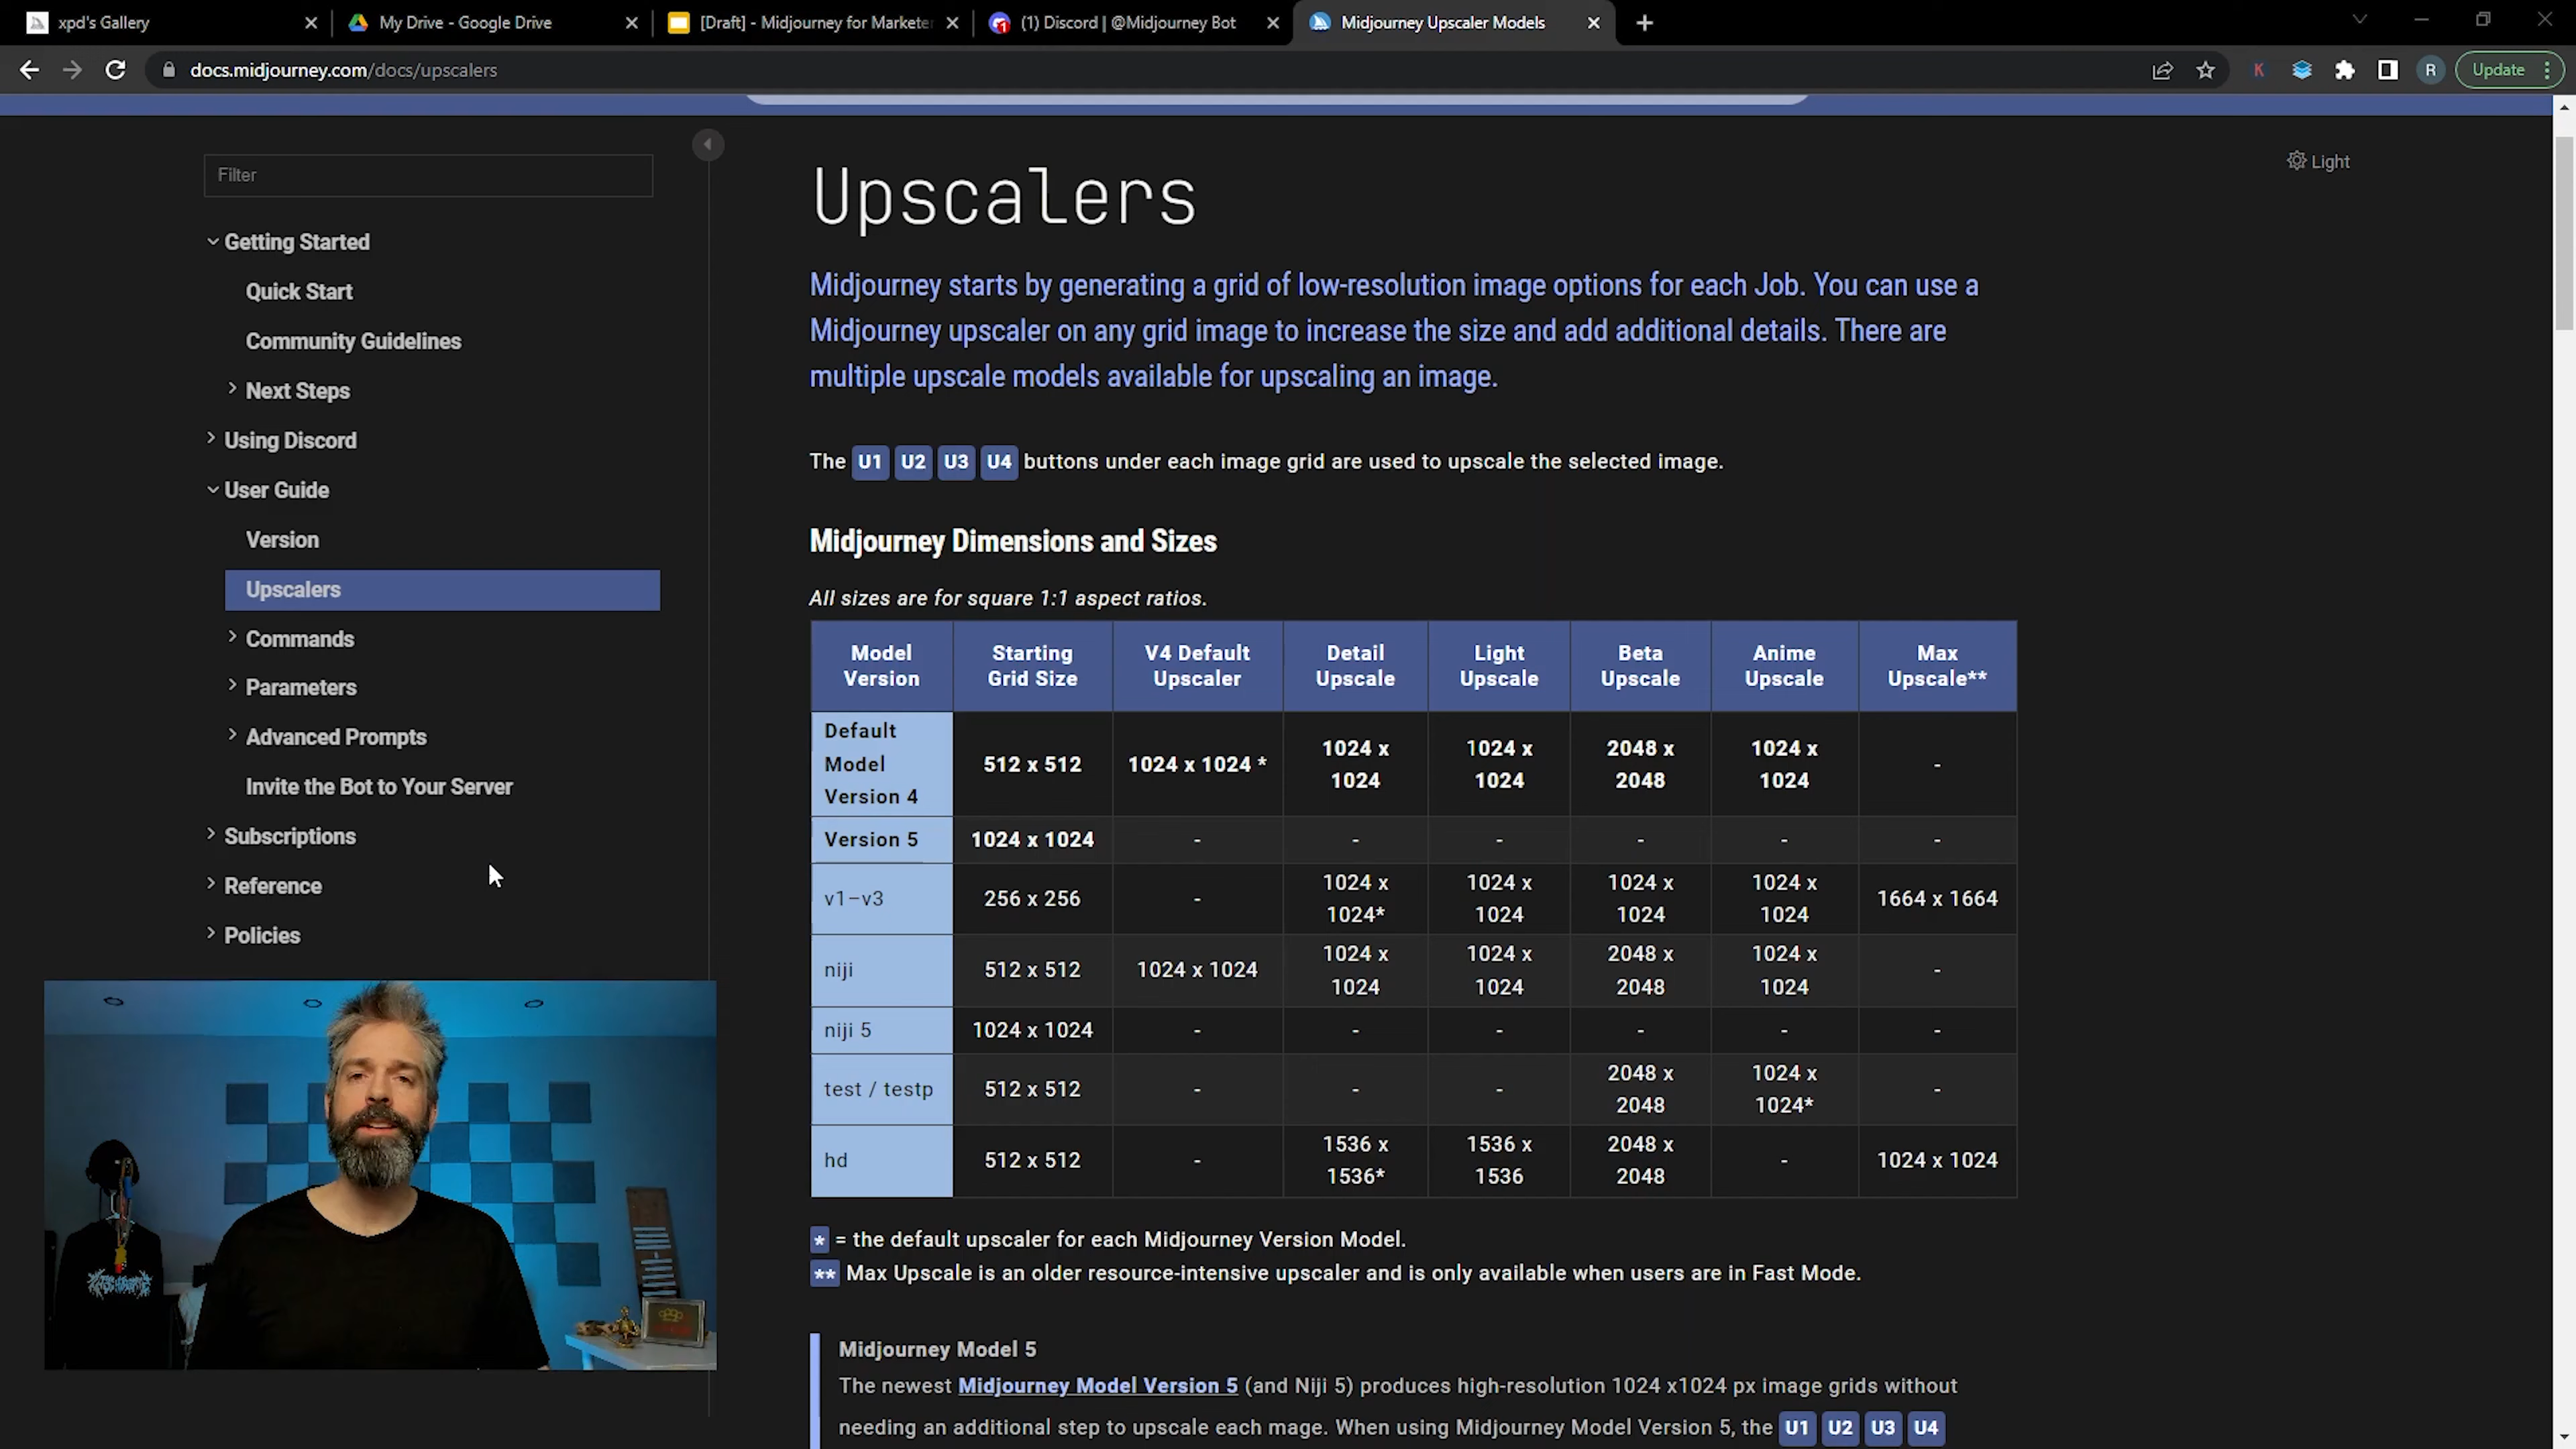 xpd's Gallery
My Drive - Google Drive
[Draft] - Midjourney for Marketer
(1) Discord | @Midjourney Bot
Midjourney Upscaler Models
docs.midjourney.com/docs/upscalers
K
R
Update
Filter
Getting Started
Quick Start
Community Guidelines
Next Steps
Using Discord
User Guide
Version
Upscalers
Commands
Parameters
Advanced Prompts
Invite the Bot to Your Server
Subscriptions
Reference
Policies
Light
Upscalers
Midjourney starts by generating a grid of low-resolution image options for each Job. You can use a
Midjourney upscaler on any grid image to increase the size and add additional details. There are
multiple upscale models available for upscaling an image.
The U1 U2 U3 U4 buttons under each image grid are used to upscale the selected image.
Midjourney Dimensions and Sizes
All sizes are for square 1:1 aspect ratios.
Model Version | Starting Grid Size | V4 Default Upscaler | Detail Upscale | Light Upscale | Beta Upscale | Anime Upscale | Max Upscale**
Default Model Version 4 | 512 x 512 | 1024 x 1024 * | 1024 x 1024 | 1024 x 1024 | 2048 x 2048 | 1024 x 1024 | -
Version 5 | 1024 x 1024 | - | - | - | - | - | -
v1–v3 | 256 x 256 | - | 1024 x 1024* | 1024 x 1024 | 1024 x 1024 | 1024 x 1024 | 1664 x 1664
niji | 512 x 512 | 1024 x 1024 | 1024 x 1024 | 1024 x 1024 | 2048 x 2048 | 1024 x 1024 | -
niji 5 | 1024 x 1024 | - | - | - | - | - | -
test / testp | 512 x 512 | - | - | - | 2048 x 2048 | 1024 x 1024* | -
hd | 512 x 512 | - | 1536 x 1536* | 1536 x 1536 | 2048 x 2048 | - | 1024 x 1024
* = the default upscaler for each Midjourney Version Model.
** Max Upscale is an older resource-intensive upscaler and is only available when users are in Fast Mode.
Midjourney Model 5
The newest Midjourney Model Version 5 (and Niji 5) produces high-resolution 1024 x1024 px image grids without
needing an additional step to upscale each mage. When using Midjourney Model Version 5, the U1 U2 U3 U4